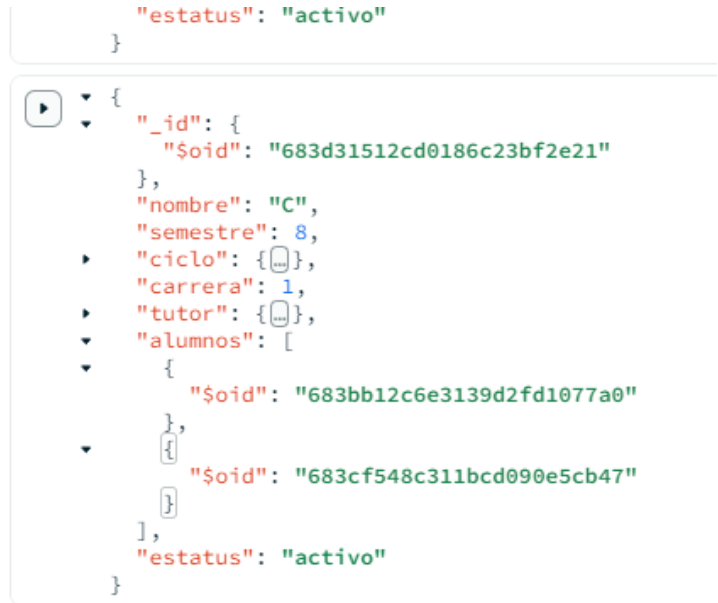 "estatus": "activo"
}
{
"_id": {
"$oid": "683d31512cd0186c23bf2e21"
},
"nombre": "C",
"semestre": 8,
"ciclo": {…},
"carrera": 1,
"tutor": {…},
"alumnos": [
{
"$oid": "683bb12c6e3139d2fd1077a0"
},
{
"$oid": "683cf548c311bcd090e5cb47"
}
],
"estatus": "activo"
}